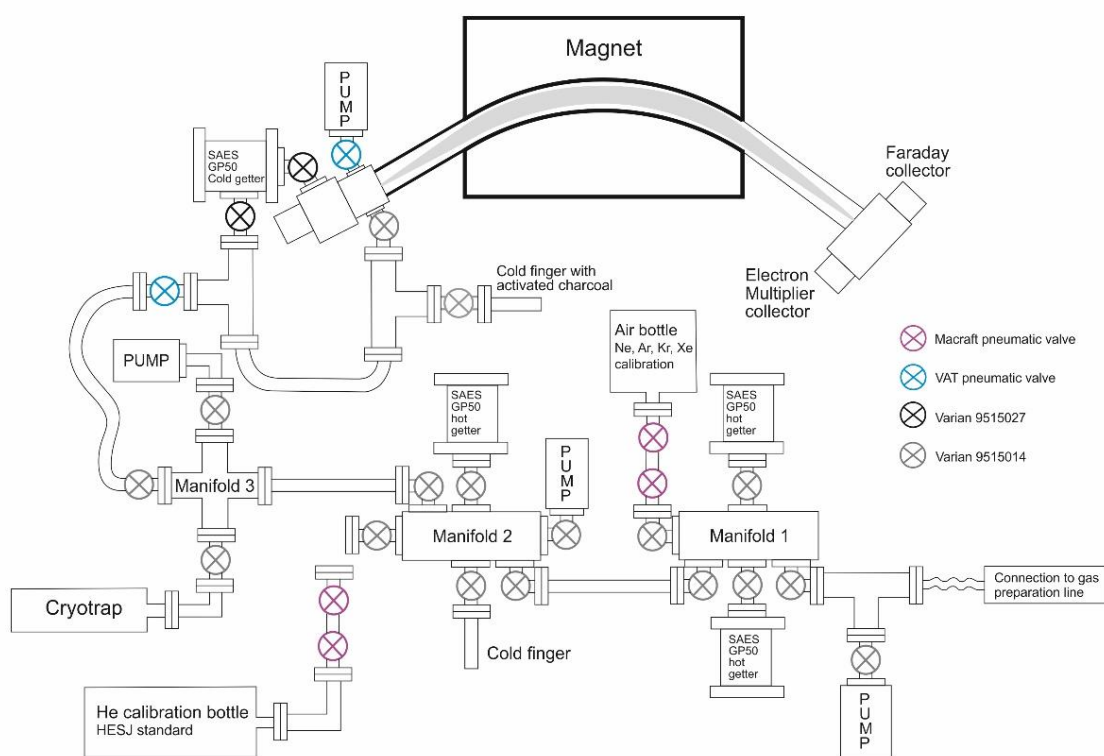 Magnet
PUMP
SAES
GP50
Cold getter
Faraday
collector
Cold finger with
activated charcoal
Electron
Multiplier
collector
Air bottle
Ne, Ar, Kr, Xe
calibration
Macraft pneumatic valve
VAT pneumatic valve
Varian 9515027
Varian 9515014
PUMP
SAES
GP50
hot
getter
SAES
GP50
hot
getter
PUMP
Manifold 3
Manifold 2
Manifold 1
Connection to gas
preparation line
Cryotrap
Cold finger
SAES
GP50
hot
getter
He calibration bottle
HESJ standard
PUMP